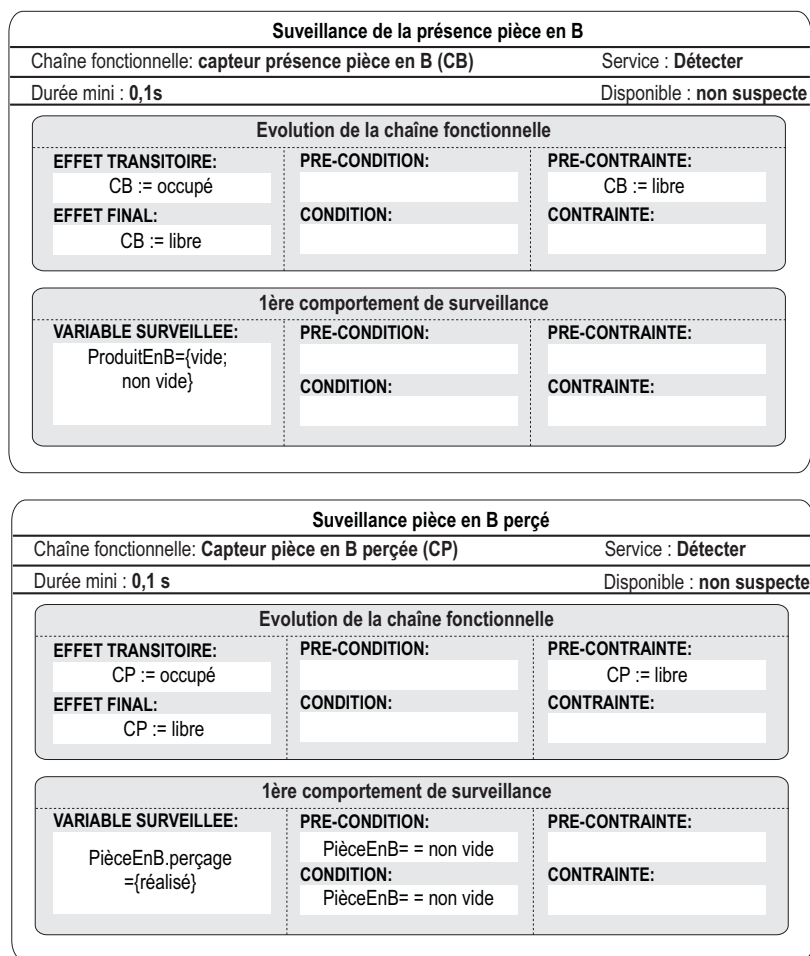 Suveillance de la présence pièce en B
Chaîne fonctionnelle: capteur présence pièce en B (CB) Service : Détecter
Durée mini : 0,1s Disponible : non suspecte
Evolution de la chaîne fonctionnelle
EFFET TRANSITOIRE: PRE-CONDITION: PRE-CONTRAINTE:
CB := occupé CB := libre
EFFET FINAL: CONDITION: CONTRAINTE:
CB := libre
1ère comportement de surveillance
VARIABLE SURVEILLEE: PRE-CONDITION: PRE-CONTRAINTE:
ProduitEnB={vide;
non vide}
CONDITION: CONTRAINTE:
Suveillance pièce en B percé
Chaîne fonctionnelle: Capteur pièce en B percée (CP) Service : Détecter
Durée mini : 0,1 s Disponible : non suspecte
Evolution de la chaîne fonctionnelle
EFFET TRANSITOIRE: PRE-CONDITION: PRE-CONTRAINTE:
CP := occupé CP := libre
EFFET FINAL: CONDITION: CONTRAINTE:
CP := libre
1ère comportement de surveillance
VARIABLE SURVEILLEE: PRE-CONDITION: PRE-CONTRAINTE:
PièceEnB.perçage PièceEnB= = non vide
={réalisé} CONDITION: CONTRAINTE:
PièceEnB= = non vide